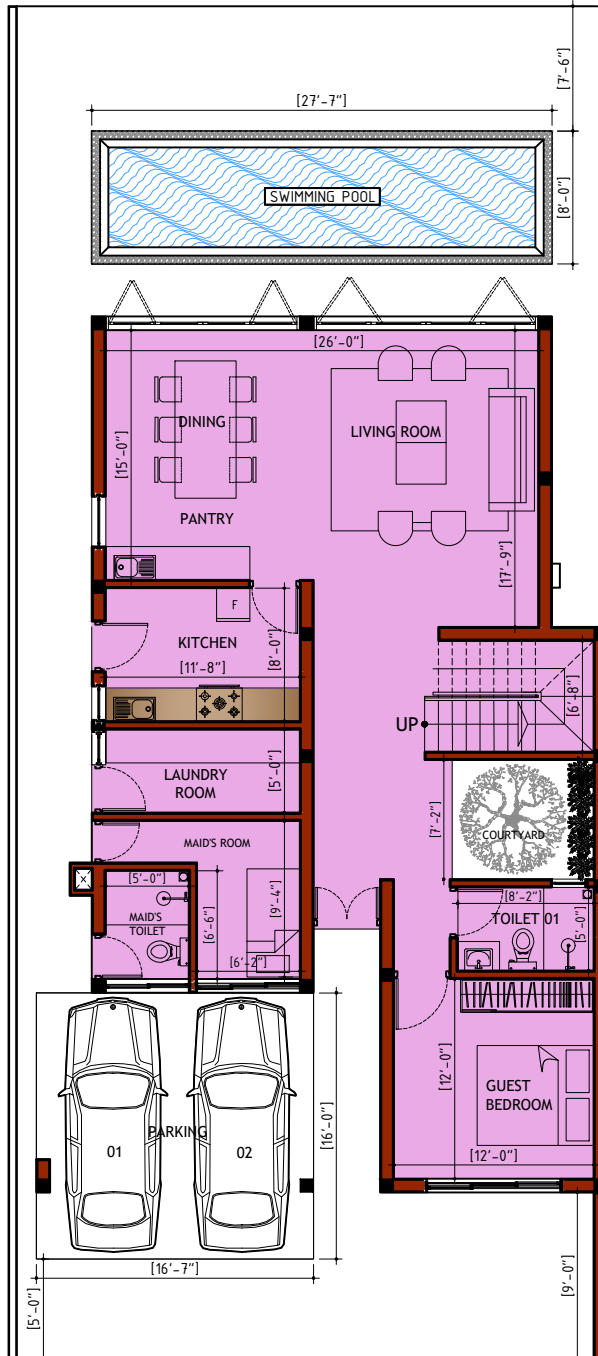 [7'-6"]
[27'-7"]
SWIMMING POOL
[8'-0"]
[26'-0"]
DINING
LIVING ROOM
[15'-0"]
PANTRY
[17'-9"]
F
KITCHEN
[8'-0"]
[11'-8"]
[6'-8"]
UP
LAUNDRY
ROOM
[5'-0"]
[7'-2"]
COURTYARD
MAID'S ROOM
[5'-0"]
[9'-4"]
[8'-2"]
MAID'S
TOILET
[6'-6"]
TOILET 01
[5'-0"]
[6'-2"]
X
[12'-0"]
GUEST
BEDROOM
PARKING
01
02
[16'-0"]
[12'-0"]
[16'-7"]
[5'-0"]
[9'-0"]